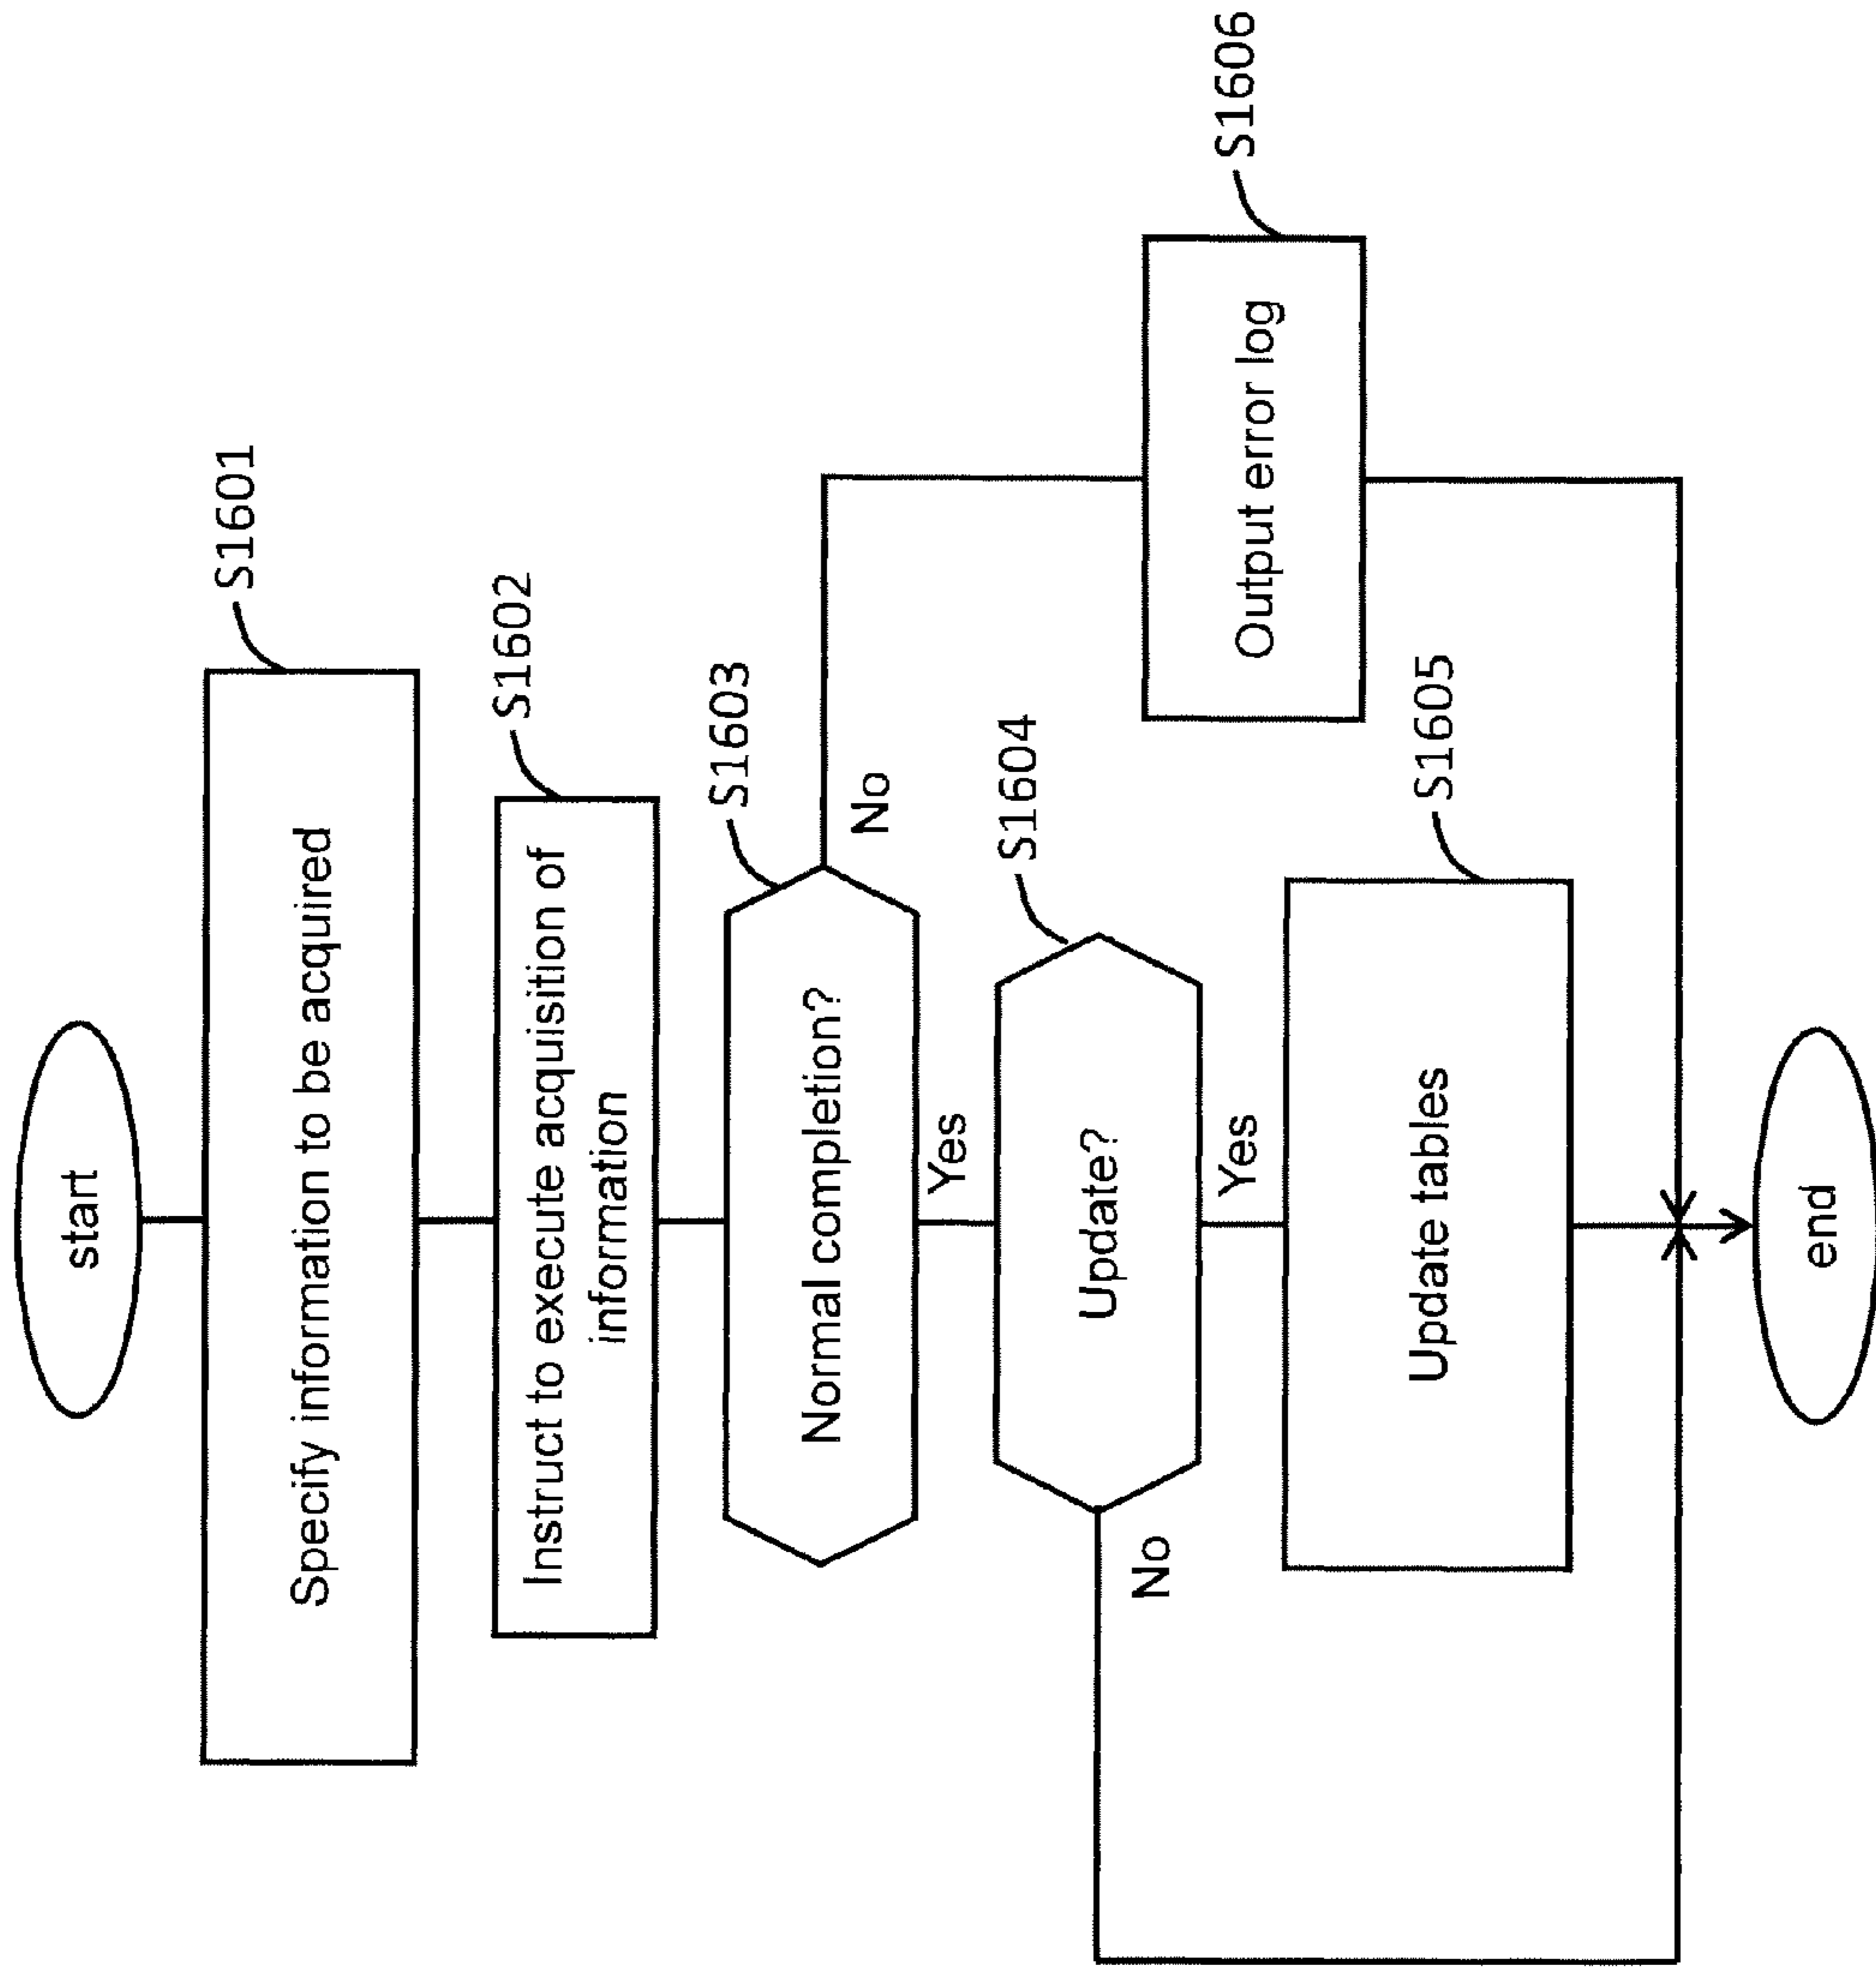 start
S1601
Specify information to be acquired
S1602
Instruct to execute acquisition of
information
S1603
Normal completion?
No
Yes
S1604
Update?
Yes
No
S1605
Update tables
S1606
Output error log
end